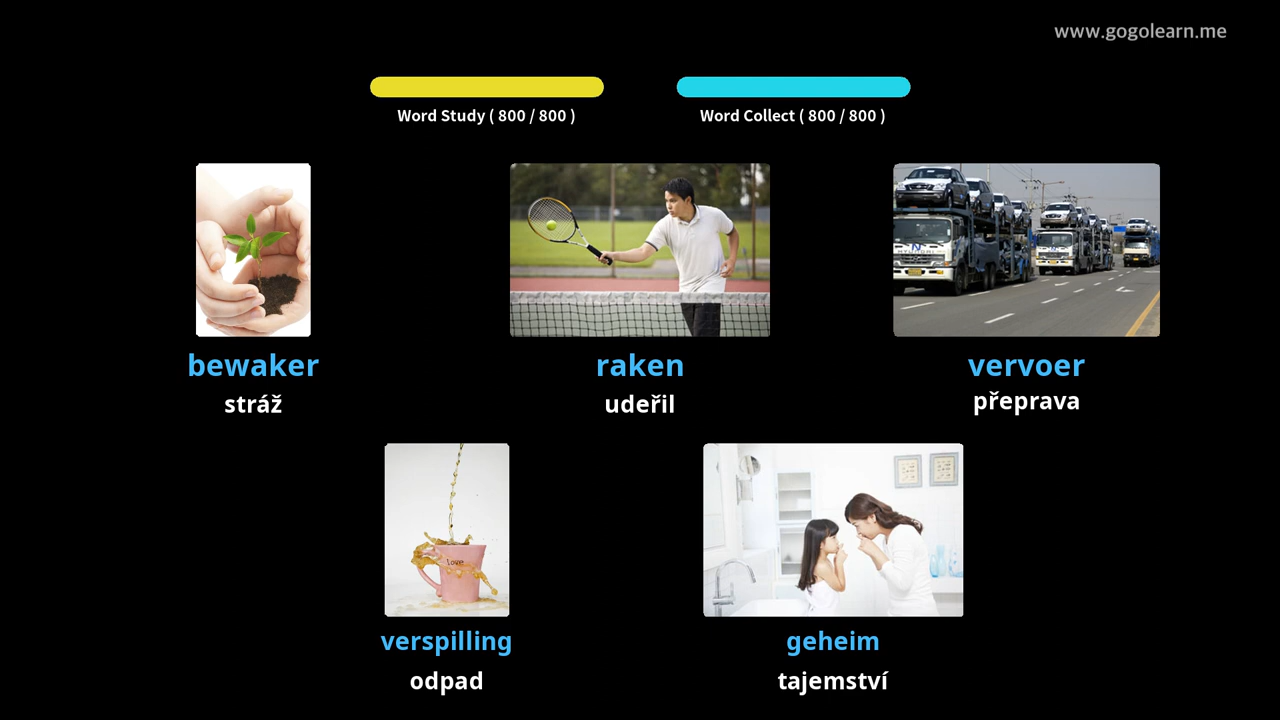 www.gogolearn.me
Word Study ( 800 / 800 )
Word Collect ( 800 / 800 )
bewaker
raken
vervoer
stráž
udeřil
přeprava
love
verspilling
geheim
odpad
tajemství